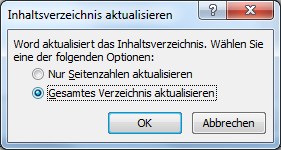 Inhaltsverzeichnis aktualisieren
Word aktualisiert das Inhaltsverzeichnis. Wählen Sie
eine der folgenden Optionen:
Nur Seitenzahlen aktualisieren
Gesamtes Verzeichnis aktualisieren
OK Abbrechen